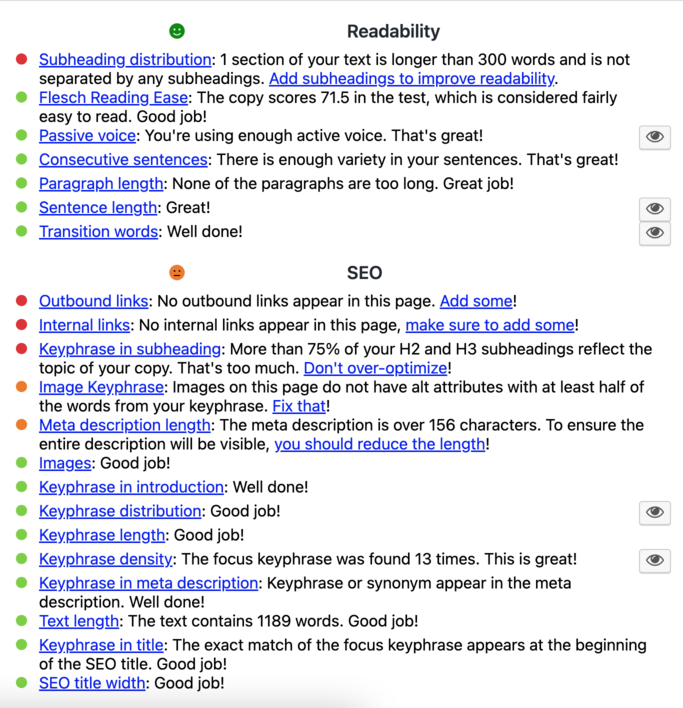 Readability
Subheading distribution: 1 section of your text is longer than 300 words and is not
separated by any subheadings. Add subheadings to improve readability.
Flesch Reading Ease: The copy scores 71.5 in the test, which is considered fairly
easy to read. Good job!
Passive voice: You're using enough active voice. That's great!
Consecutive sentences: There is enough variety in your sentences. That's great!
Paragraph length: None of the paragraphs are too long. Great job!
Sentence length: Great!
Transition words: Well done!
SEO
Outbound links: No outbound links appear in this page. Add some!
Internal links: No internal links appear in this page, make sure to add some!
Keyphrase in subheading: More than 75% of your H2 and H3 subheadings reflect the
topic of your copy. That's too much. Don't over-optimize!
Image Keyphrase: Images on this page do not have alt attributes with at least half of
the words from your keyphrase. Fix that!
Meta description length: The meta description is over 156 characters. To ensure the
entire description will be visible, you should reduce the length!
Images: Good job!
Keyphrase in introduction: Well done!
Keyphrase distribution: Good job!
Keyphrase length: Good job!
Keyphrase density: The focus keyphrase was found 13 times. This is great!
Keyphrase in meta description: Keyphrase or synonym appear in the meta
description. Well done!
Text length: The text contains 1189 words. Good job!
Keyphrase in title: The exact match of the focus keyphrase appears at the beginning
of the SEO title. Good job!
SEO title width: Good job!